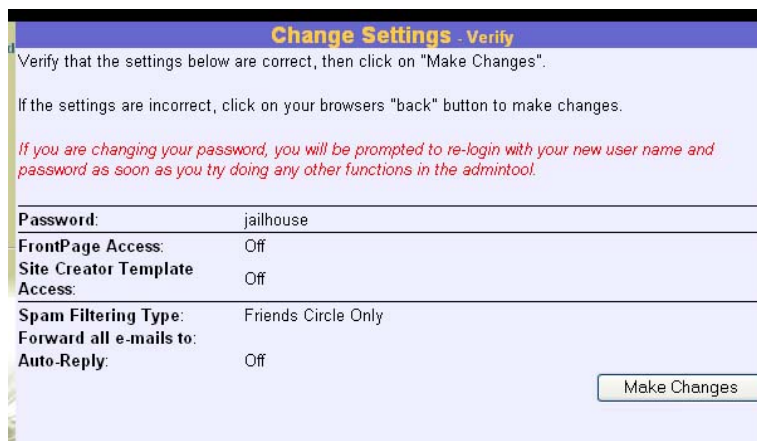 Change Settings - Verify
Verify that the settings below are correct, then click on "Make Changes".
If the settings are incorrect, click on your browsers "back" button to make changes.
If you are changing your password, you will be prompted to re-login with your new user name and
password as soon as you try doing any other functions in the admintool.
Password: jailhouse
FrontPage Access: Off
Site Creator Template
Access: Off
Spam Filtering Type: Friends Circle Only
Forward all e-mails to:
Auto-Reply: Off
Make Changes